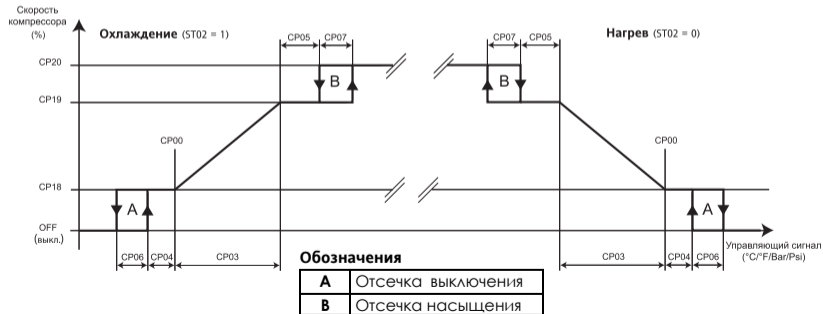 Скорость
компрессора
(%)
Охлаждение (ST02 = 1)
CP05 CP07
CP07 CP05
Нагрев (ST02 = 0)
CP20
B
B
CP19
CP00
CP00
CP18
A
A
OFF
(выкл.)
CP06 CP04 CP03
CP03 CP04 CP06
Управляющий сигнал
(°C/°F/Bar/Psi)
Обозначения
A Отсечка выключения
B Отсечка насыщения